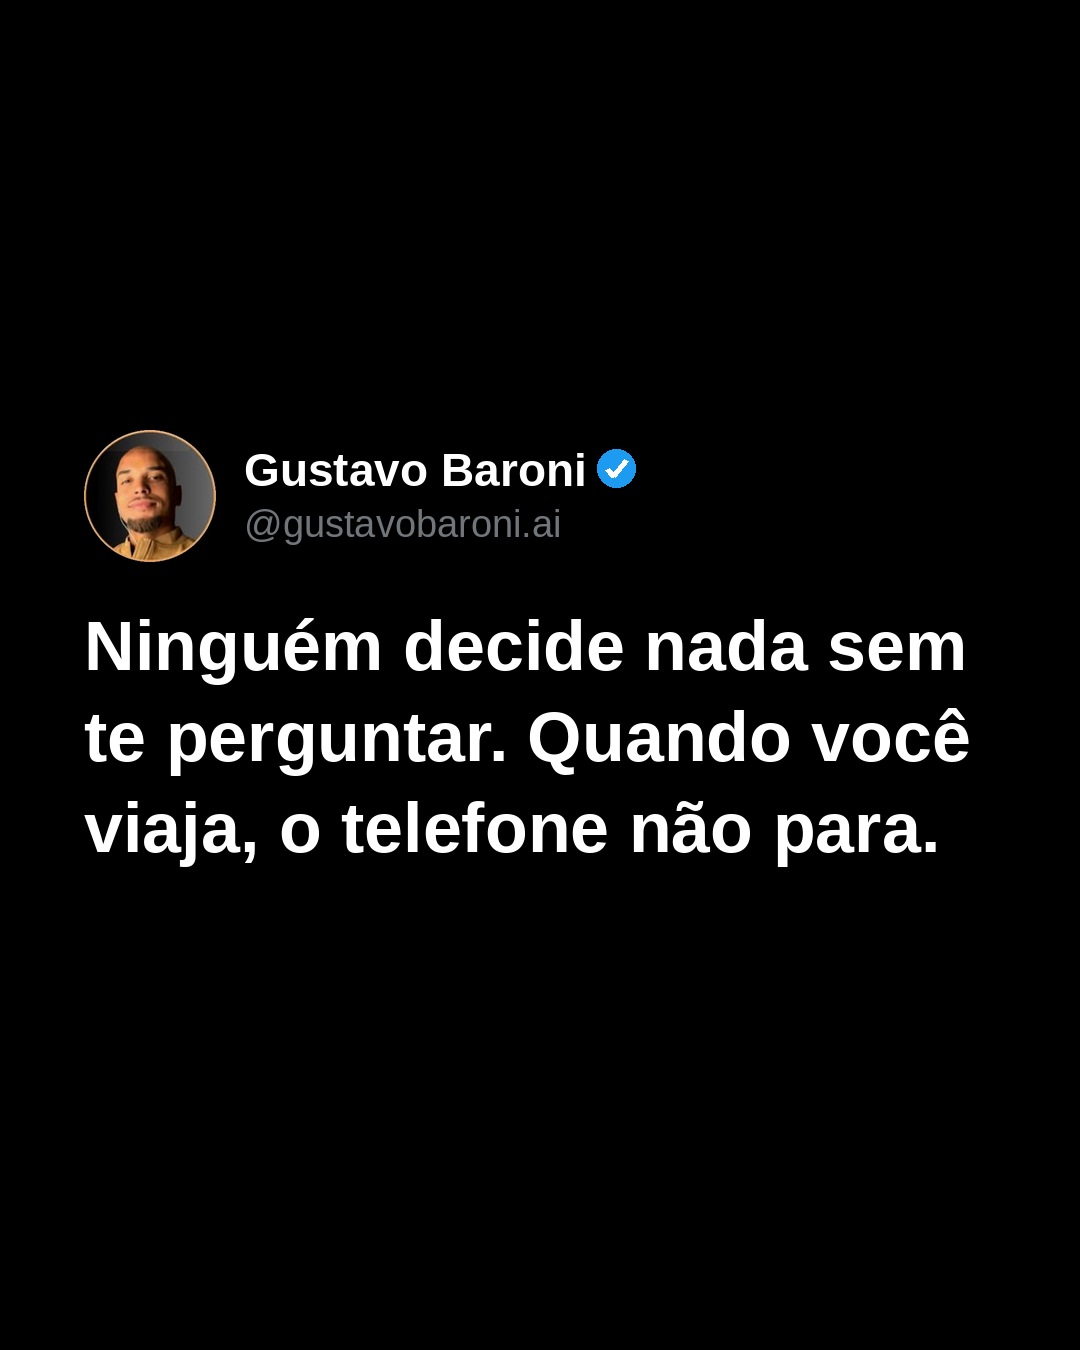 Gustavo Baroni
@gustavobaroni.ai
Ninguém decide nada sem
te perguntar. Quando você
viaja, o telefone não para.